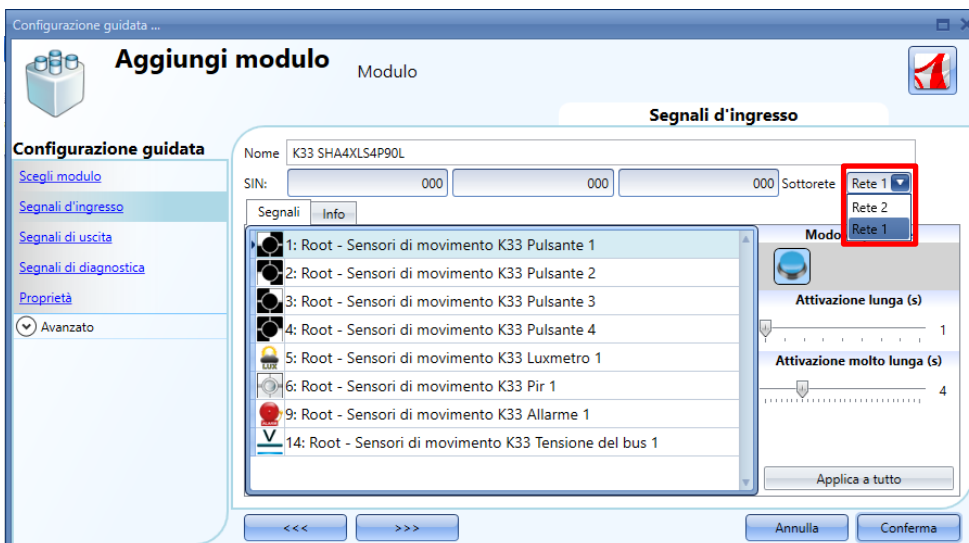 Configurazione guidata ...
Aggiungi modulo
Modulo
Segnali d'ingresso
Configurazione guidata
Scegli modulo
Segnali d'ingresso
Segnali di uscita
Segnali di diagnostica
Proprietà
Avanzato
Nome K33 SHA4XLS4P90L
SIN: 000 000 000 Sottorete Rete 1
Rete 2
Rete 1
Segnali Info
1: Root - Sensori di movimento K33 Pulsante 1
2: Root - Sensori di movimento K33 Pulsante 2
3: Root - Sensori di movimento K33 Pulsante 3
4: Root - Sensori di movimento K33 Pulsante 4
LUX 5: Root - Sensori di movimento K33 Luxmetro 1
6: Root - Sensori di movimento K33 Pir 1
ALARM 9: Root - Sensori di movimento K33 Allarme 1
V 14: Root - Sensori di movimento K33 Tensione del bus 1
Attivazione lunga (s)
1
Attivazione molto lunga (s)
4
Applica a tutto
<<< >>> Annulla Conferma